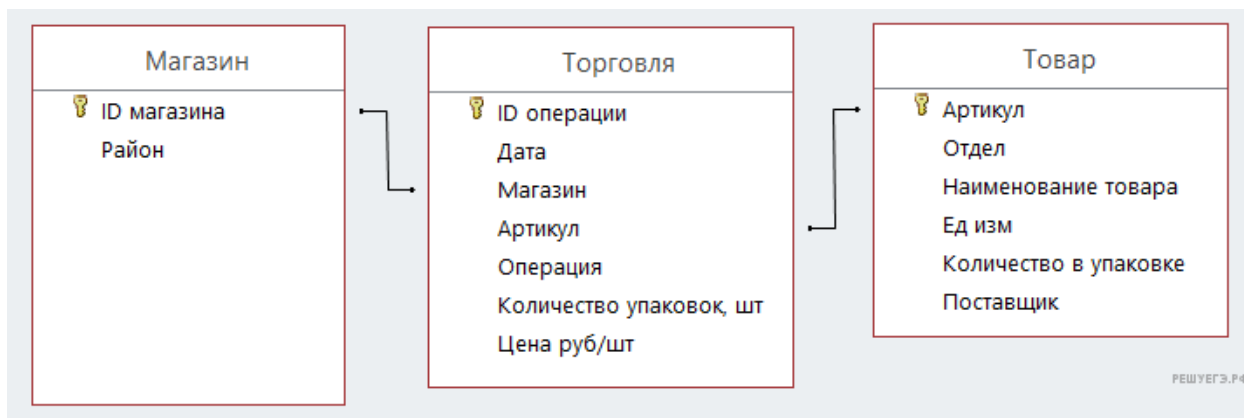 Магазин
ID магазина
Район
Торговля
ID операции
Дата
Магазин
Артикул
Операция
Количество упаковок, шт
Цена руб/шт
Товар
Артикул
Отдел
Наименование товара
Ед изм
Количество в упаковке
Поставщик
РЕШУЕГЭ.РФ